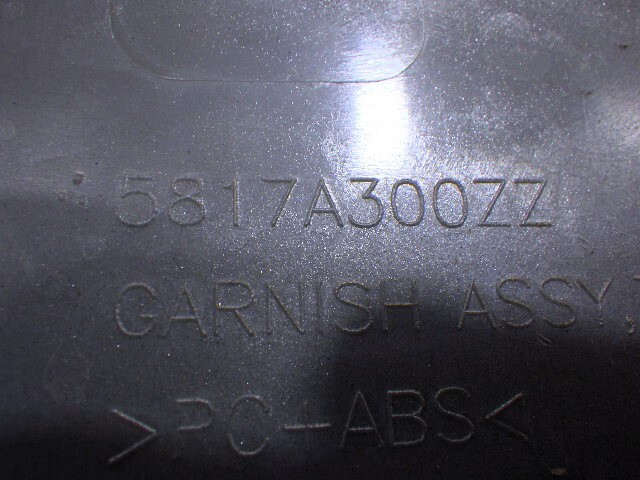 5817A300ZZ
GARNISH ASSY,
>PC+ABS<